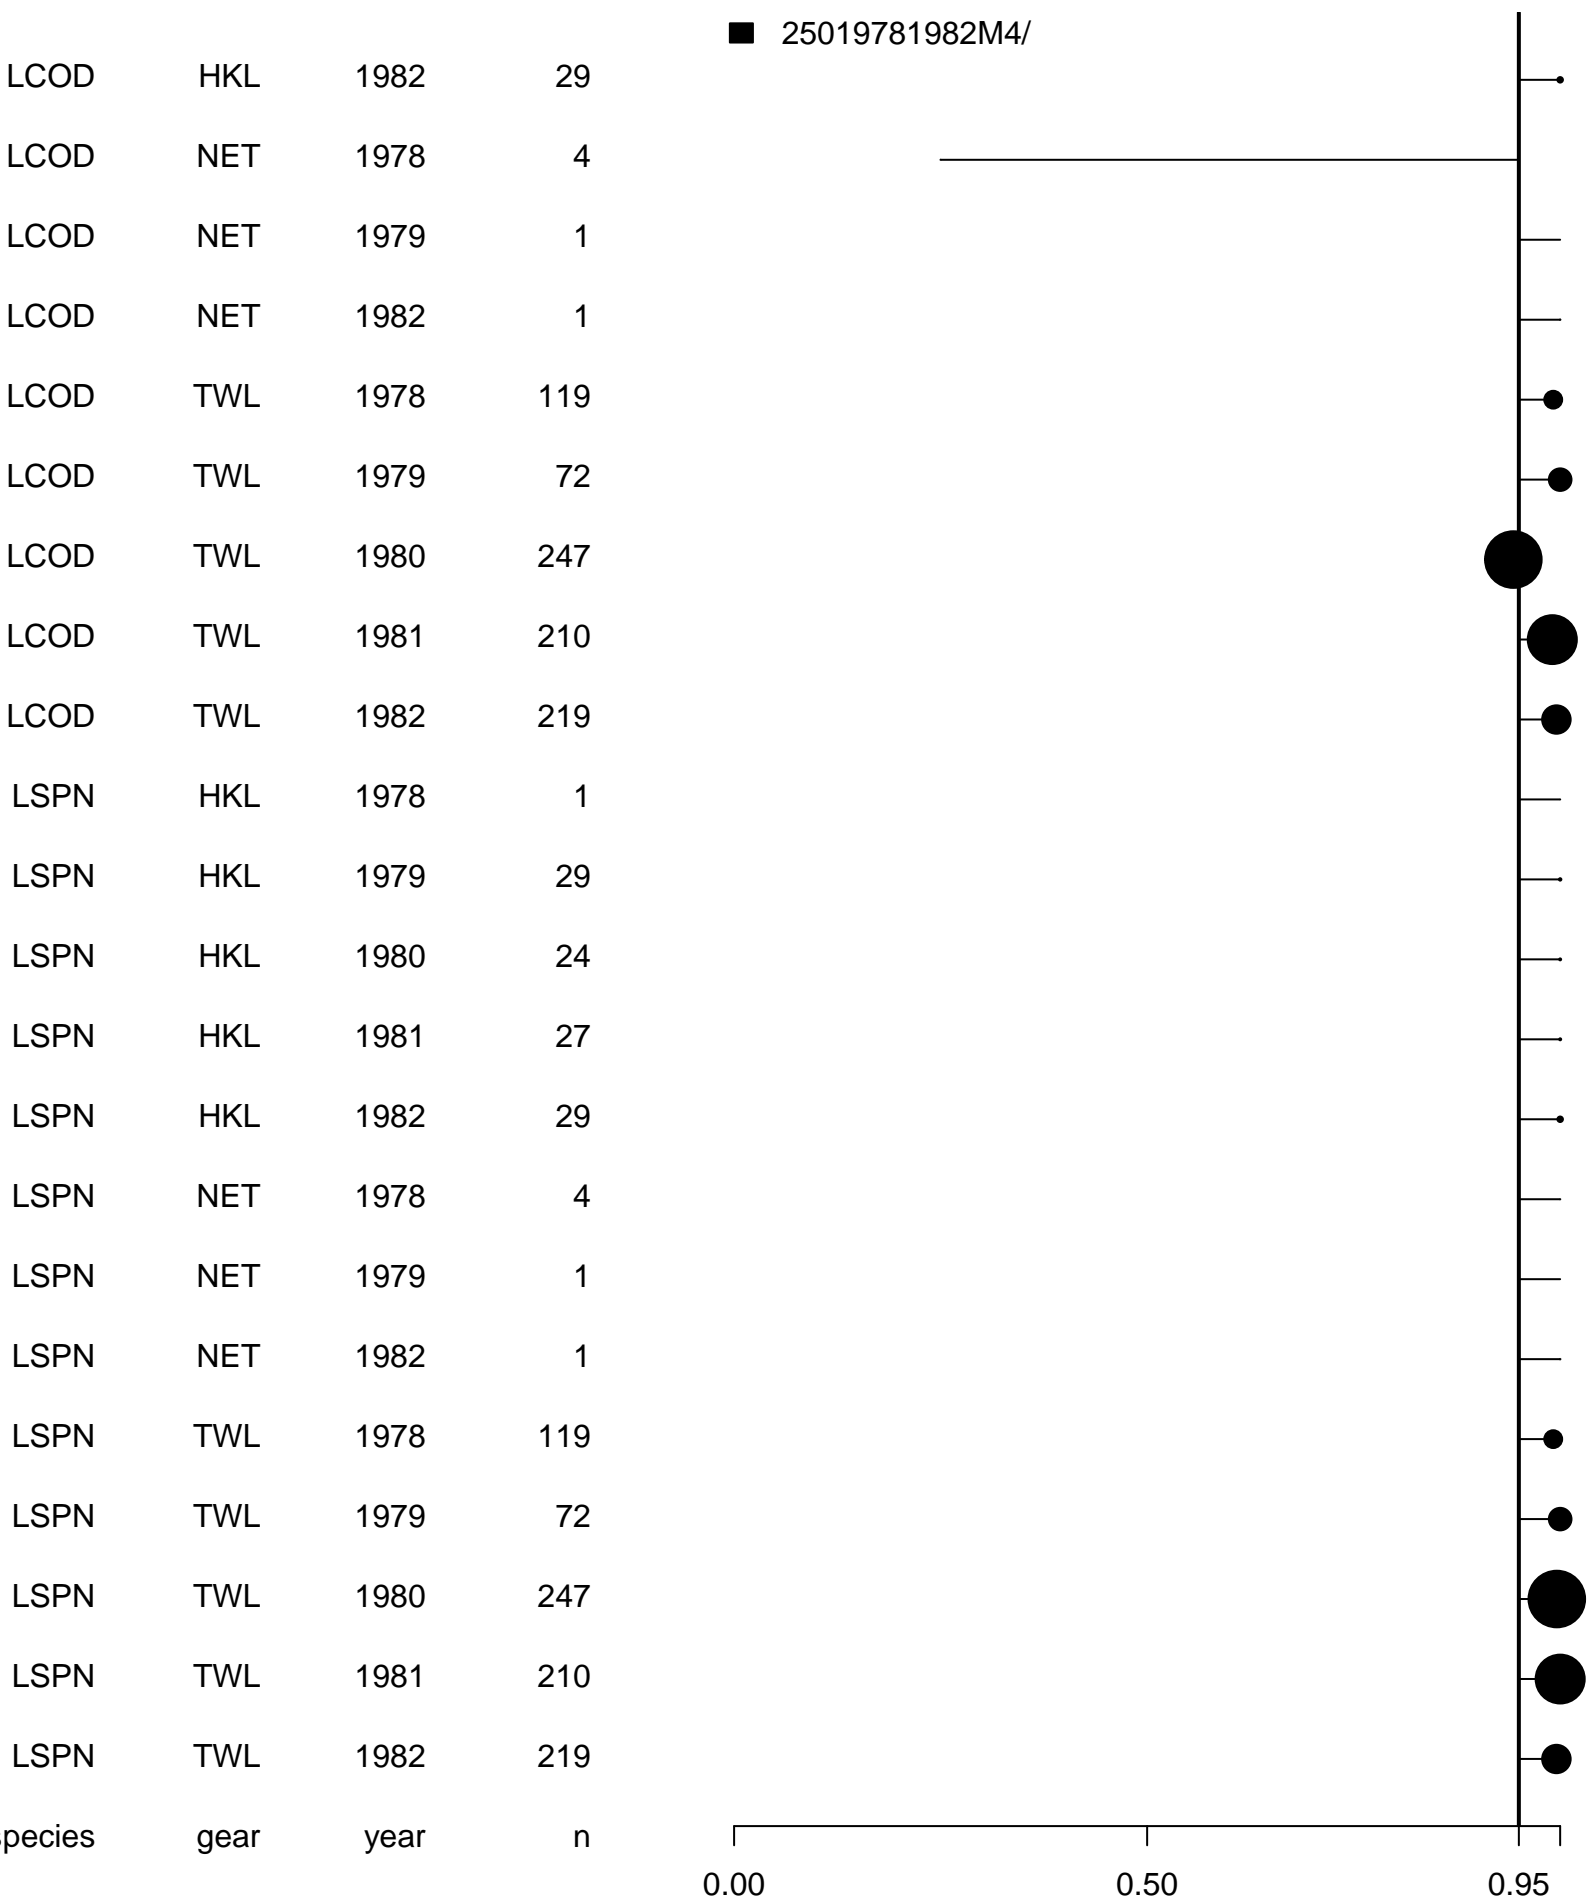 25019781982M4/
LCOD HKL 1982 29
LCOD NET 1978 4
LCOD NET 1979 1
LCOD NET 1982 1
LCOD TWL 1978 119
LCOD TWL 1979 72
LCOD TWL 1980 247
LCOD TWL 1981 210
LCOD TWL 1982 219
LSPN HKL 1978 1
LSPN HKL 1979 29
LSPN HKL 1980 24
LSPN HKL 1981 27
LSPN HKL 1982 29
LSPN NET 1978 4
LSPN NET 1979 1
LSPN NET 1982 1
LSPN TWL 1978 119
LSPN TWL 1979 72
LSPN TWL 1980 247
LSPN TWL 1981 210
LSPN TWL 1982 219
pecies gear year n
0.00 0.50 0.95